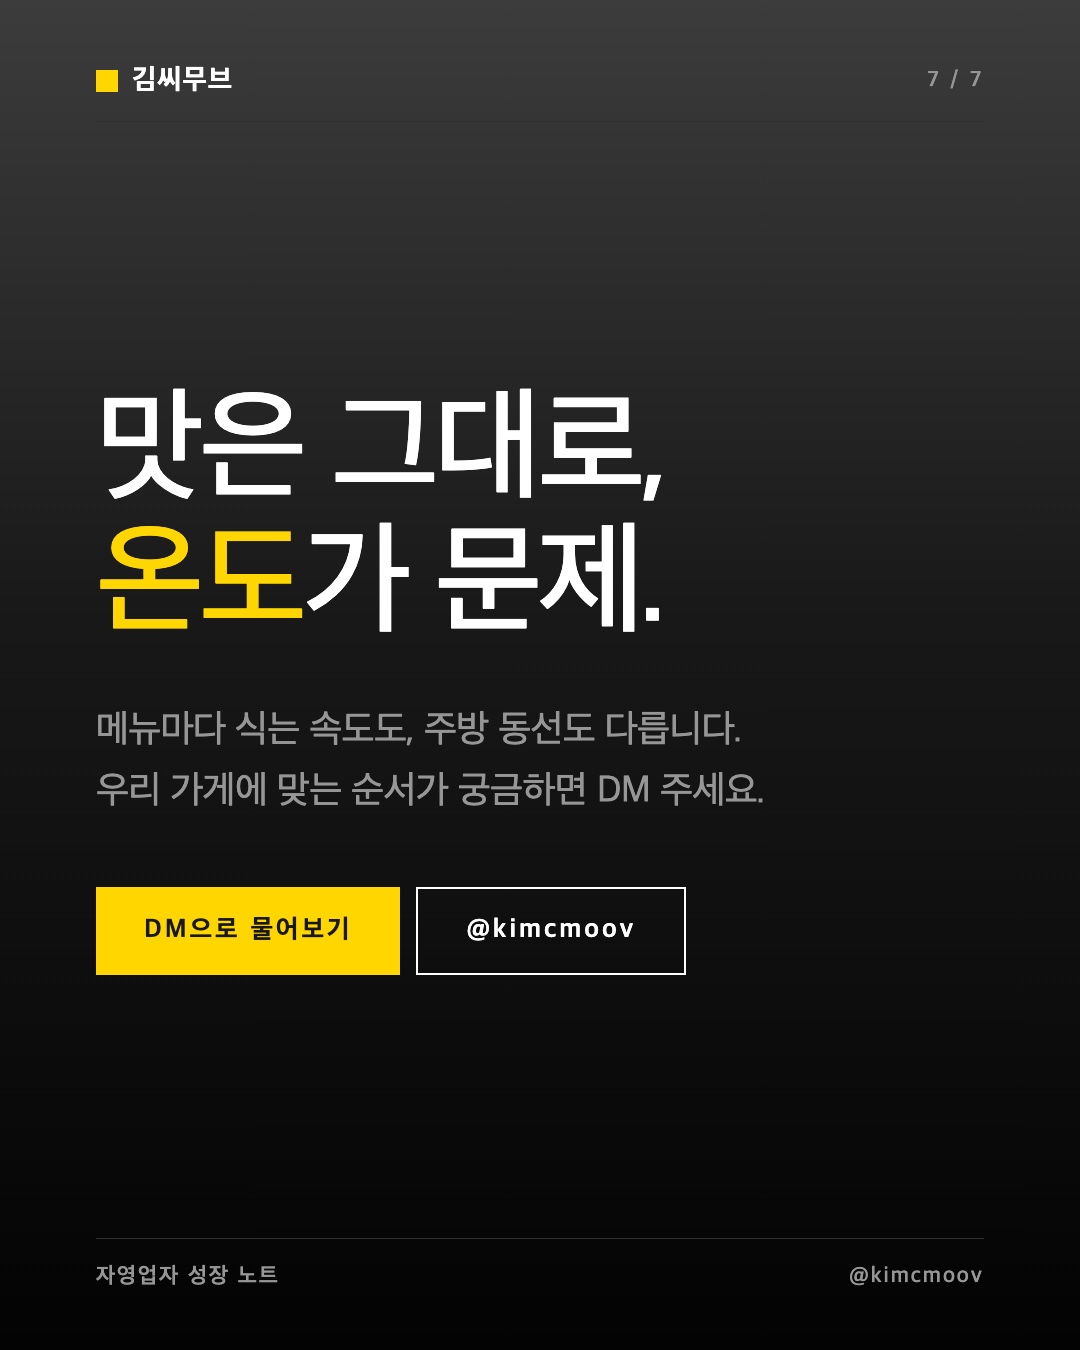 김씨무브
7 / 7
맛은 그대로,
온도가 문제.
메뉴마다 식는 속도도, 주방 동선도 다릅니다.
우리 가게에 맞는 순서가 궁금하면 DM 주세요.
DM으로 물어보기
@kimcmoov
자영업자 성장 노트
@kimcmoov